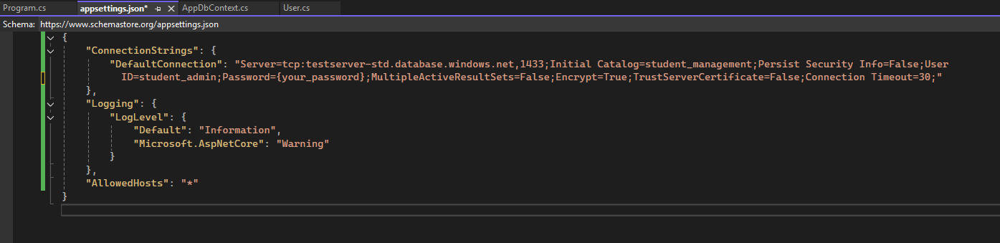 Program.cs appsettings.json* AppDbContext.cs User.cs
Schema: https://www.schemastore.org/appsettings.json
{
"ConnectionStrings": {
"DefaultConnection": "Server=tcp:testserver-std.database.windows.net,1433;Initial Catalog=student_management;Persist Security Info=False;User
ID=student_admin;Password={your_password};MultipleActiveResultSets=False;Encrypt=True;TrustServerCertificate=False;Connection Timeout=30;"
},
"Logging": {
"LogLevel": {
"Default": "Information",
"Microsoft.AspNetCore": "Warning"
}
},
"AllowedHosts": "*"
}